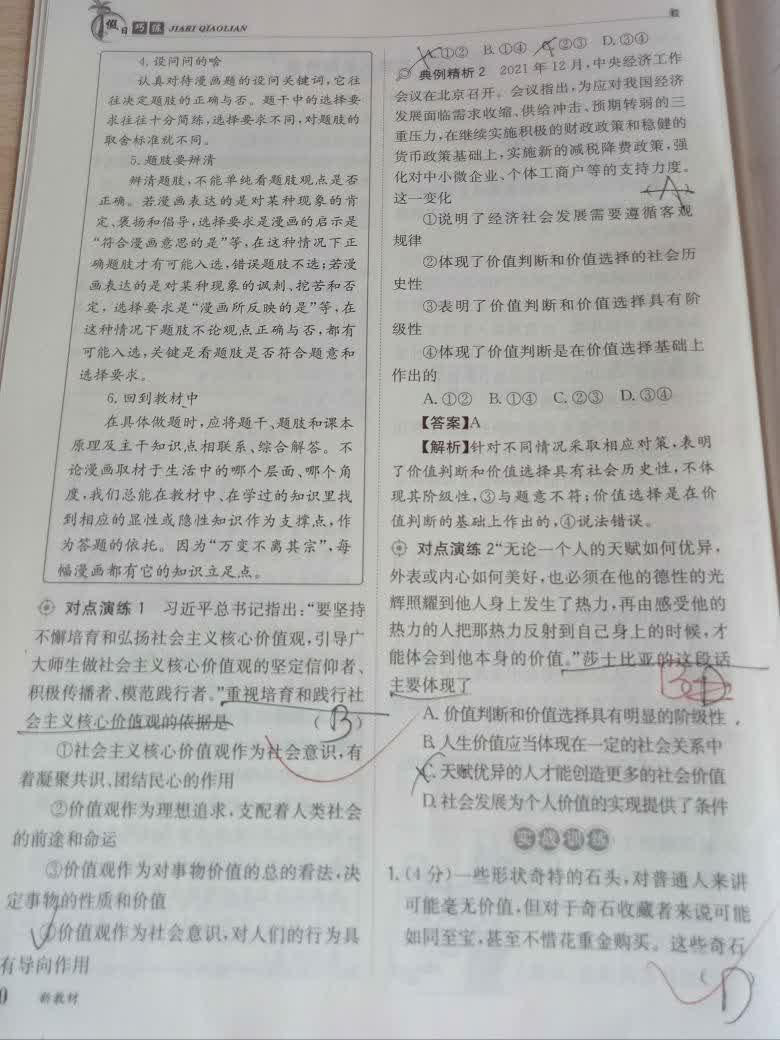 假日巧练 JIARI QIAOLIAN
4. 设问问的啥
认真对待漫画题的设问关键词,它往
往决定题肢的正确与否。题干中的选择要
求往往十分简练,选择要求不同,对题肢的
取舍标准就不同。
5. 题肢要辨清
辨清题肢,不能单纯看题肢观点是否
正确。若漫画表达的是对某种现象的肯
定、褒扬和倡导,选择要求是漫画的启示是
“符合漫画意思的是”等,在这种情况下正
确题肢才有可能入选,错误题肢不选;若漫
画表达的是对某种现象的讽刺、挖苦和否
定,选择要求是“漫画所反映的是”等,在
这种情况下题肢不论观点正确与否,都有
可能入选,关键是看题肢是否符合题意和
选择要求。
6. 回到教材中
在具体做题时,应将题干、题肢和课本
原理及主干知识点相联系、综合解答。不
论漫画取材于生活中的哪个层面、哪个角
度,我们总能在教材中、在学过的知识里找
到相应的显性或隐性知识作为支撑点,作
为答题的依托。因为“万变不离其宗”,每
幅漫画都有它的知识立足点。
对点演练 1 习近平总书记指出:“要坚持
不懈培育和弘扬社会主义核心价值观,引导广
大师生做社会主义核心价值观的坚定信仰者、
积极传播者、模范践行者。”重视培育和践行社
会主义核心价值观的依据是 ( B )
①社会主义核心价值观作为社会意识,有
着凝聚共识、团结民心的作用
②价值观作为理想追求,支配着人类社会
的前途和命运
③价值观作为对事物价值的总的看法,决
定事物的性质和价值
④价值观作为社会意识,对人们的行为具
有导向作用
0 新教材
A. ①② B. ①④ C. ②③ D. ③④
典例精析 2 2021 年 12 月,中央经济工作
会议在北京召开。会议指出,为应对我国经济
发展面临需求收缩、供给冲击、预期转弱的三
重压力,在继续实施积极的财政政策和稳健的
货币政策基础上,实施新的减税降费政策,强
化对中小微企业、个体工商户等的支持力度。
这一变化 ( A )
①说明了经济社会发展需要遵循客观
规律
②体现了价值判断和价值选择的社会历
史性
③表明了价值判断和价值选择具有阶
级性
④体现了价值判断是在价值选择基础上
作出的
A. ①② B. ①④ C. ②③ D. ③④
【答案】A
【解析】针对不同情况采取相应对策,表明
了价值判断和价值选择具有社会历史性,不体
现其阶级性,③与题意不符;价值选择是在价
值判断的基础上作出的,④说法错误。
对点演练 2 “无论一个人的天赋如何优异,
外表或内心如何美好,也必须在他的德性的光
辉照耀到他人身上发生了热力,再由感受他的
热力的人把那热力反射到自己身上的时候,才
能体会到他本身的价值。”莎士比亚的这段话
主要体现了 B D
A. 价值判断和价值选择具有明显的阶级性
B. 人生价值应当体现在一定的社会关系中
C. 天赋优异的人才能创造更多的社会价值
D. 社会发展为个人价值的实现提供了条件
实战训练
1. (4 分)一些形状奇特的石头,对普通人来讲
可能毫无价值,但对于奇石收藏者来说可能
如同至宝,甚至不惜花重金购买。这些奇石
( D )